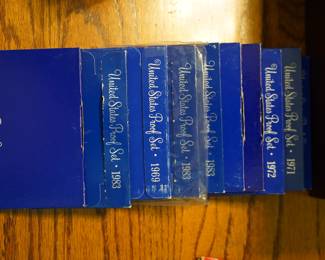 United States Proof Set • 1983
United States Proof Set • 1969
United States Proof Set • 1983
United States Proof Set • 1983
United States Proof Set • 1972
United States Proof Set • 1971